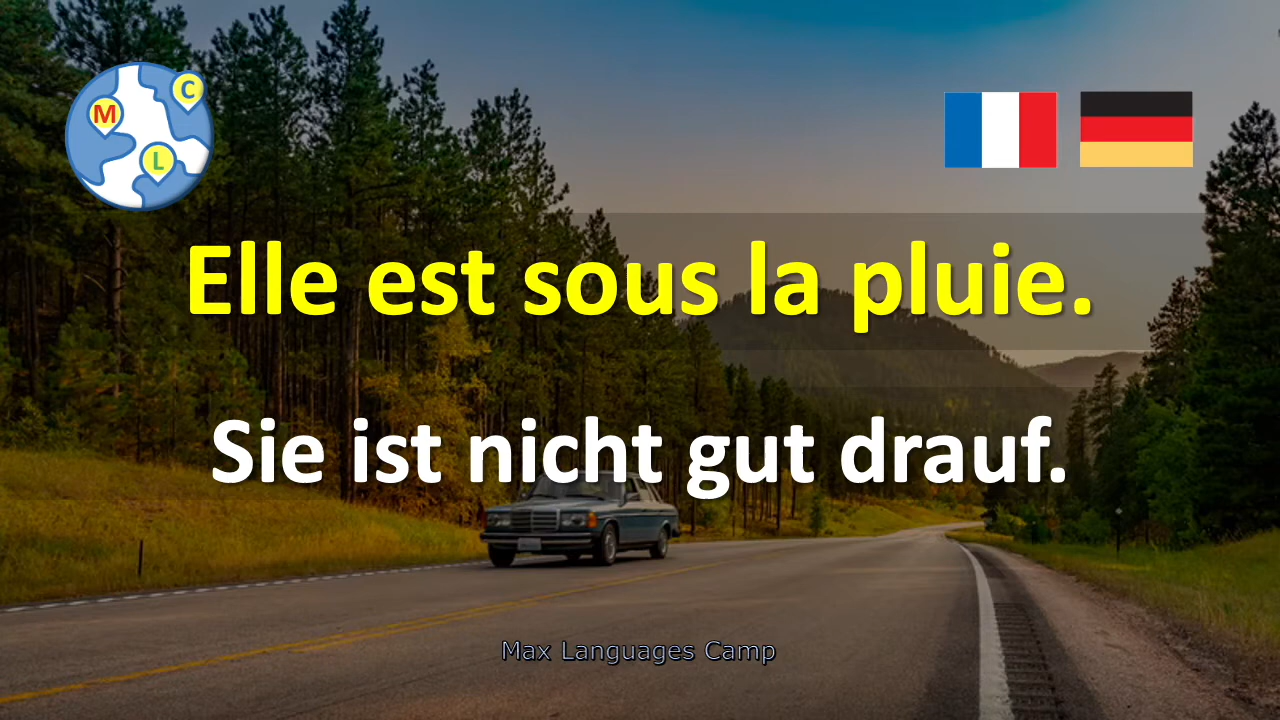 M
C
L
Elle est sous la pluie.
Sie ist nicht gut drauf.
Max Languages Camp